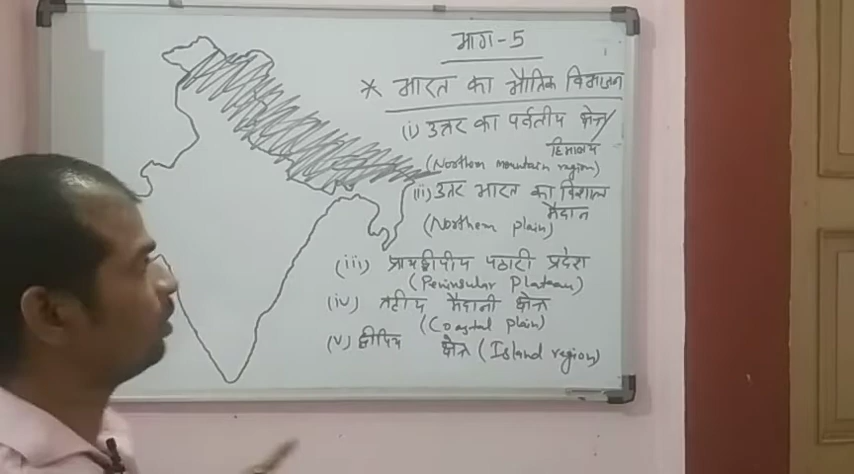 भाग-5
* भारत का भौतिक विभाजन
(i) उत्तर का पर्वतीय क्षेत्र/
हिमालय
(Northern mountain region)
(ii) उत्तर भारत का विशाल
मैदान
(Northern plain)
(iii) प्रायद्वीपीय पठारी प्रदेश
(Peninsular Plateau)
(iv) तटीय मैदानी क्षेत्र
(Coastal plain)
(v) द्वीपिय क्षेत्र (Island region)